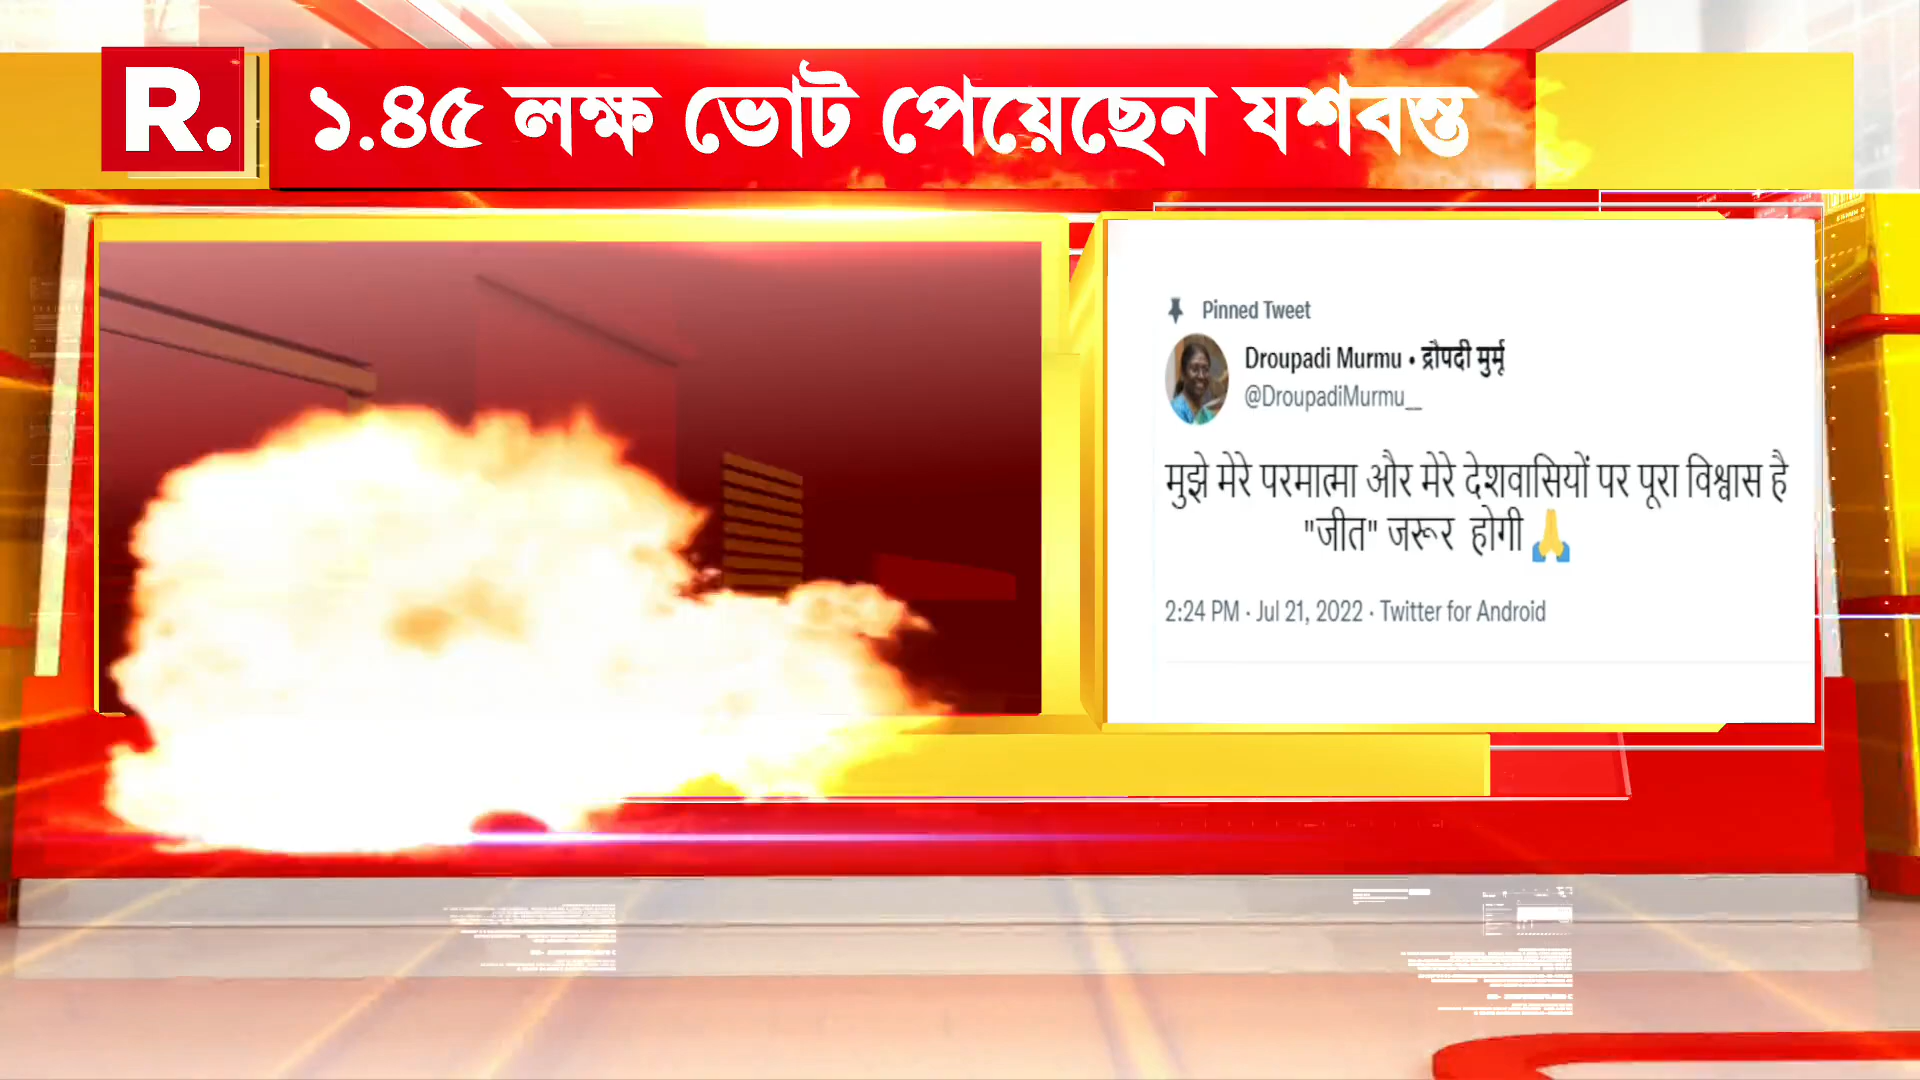 R.
১.৪৫ লক্ষ ভোট পেয়েছেন যশবন্ত
Pinned Tweet
Droupadi Murmu • द्रौपदी मुर्मू
@DroupadiMurmu__
मुझे मेरे परमात्मा और मेरे देशवासियों पर पूरा विश्वास है
"जीत" जरूर होगी🙏
2:24 PM · Jul 21, 2022 · Twitter for Android